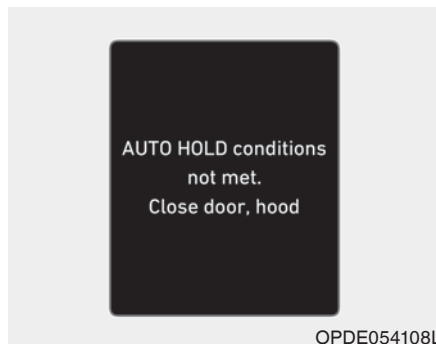 AUTO HOLD conditions
not met.
Close door, hood
OPDE054108L